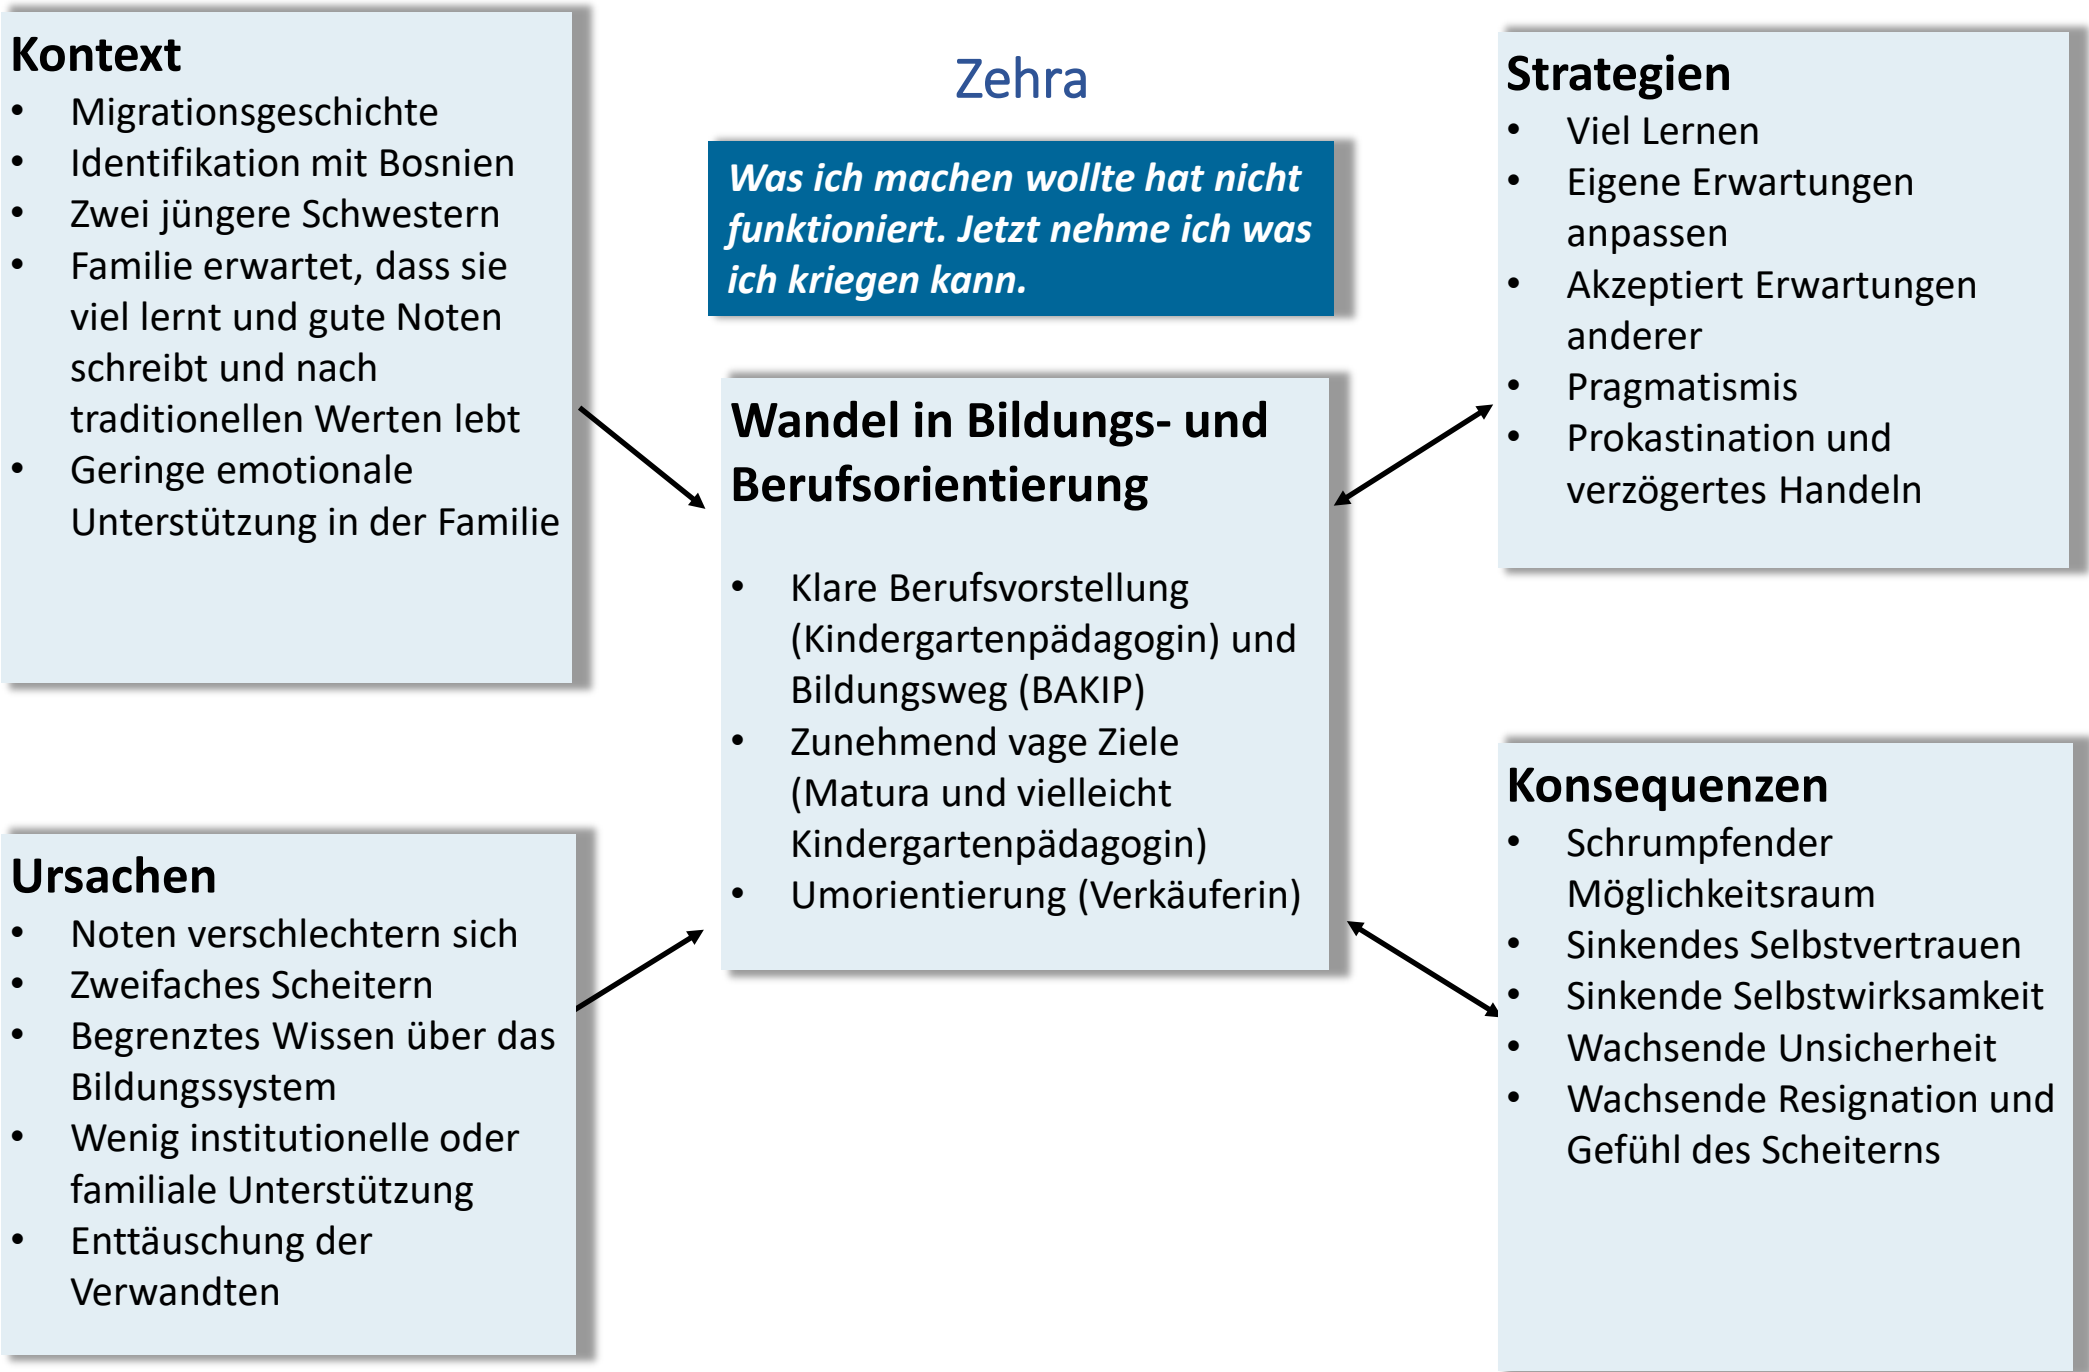 Kontext
• Migrationsgeschichte
• Identifikation mit Bosnien
• Zwei jüngere Schwestern
• Familie erwartet, dass sie
viel lernt und gute Noten
schreibt und nach
traditionellen Werten lebt
• Geringe emotionale
Unterstützung in der Familie
Ursachen
• Noten verschlechtern sich
• Zweifaches Scheitern
• Begrenztes Wissen über das
Bildungssystem
• Wenig institutionelle oder
familiale Unterstützung
• Enttäuschung der
Verwandten
Zehra
Was ich machen wollte hat nicht
funktioniert. Jetzt nehme ich was
ich kriegen kann.
Wandel in Bildungs- und
Berufsorientierung
• Klare Berufsvorstellung
(Kindergartenpädagogin) und
Bildungsweg (BAKIP)
• Zunehmend vage Ziele
(Matura und vielleicht
Kindergartenpädagogin)
• Umorientierung (Verkäuferin)
Strategien
• Viel Lernen
• Eigene Erwartungen
anpassen
• Akzeptiert Erwartungen
anderer
• Pragmatismis
• Prokastination und
verzögertes Handeln
Konsequenzen
• Schrumpfender
Möglichkeitsraum
• Sinkendes Selbstvertrauen
• Sinkende Selbstwirksamkeit
• Wachsende Unsicherheit
• Wachsende Resignation und
Gefühl des Scheiterns